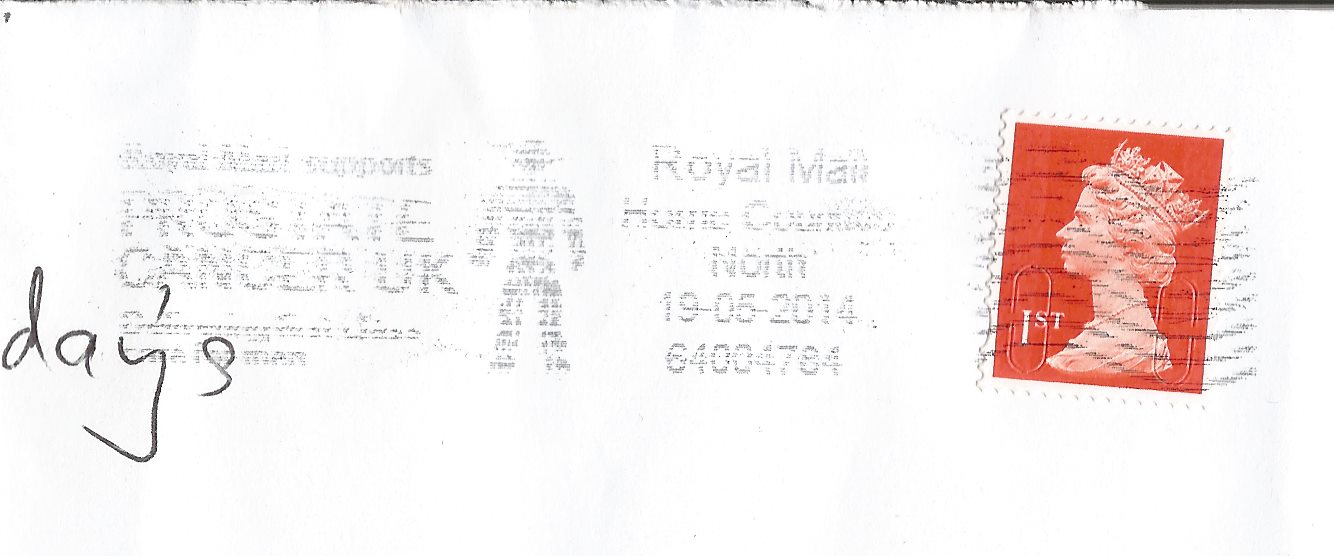 Royal Mail supports
PROSTATE
CANCER UK
Royal Mail
Home Counties
North
19-05-2014
days
1ST